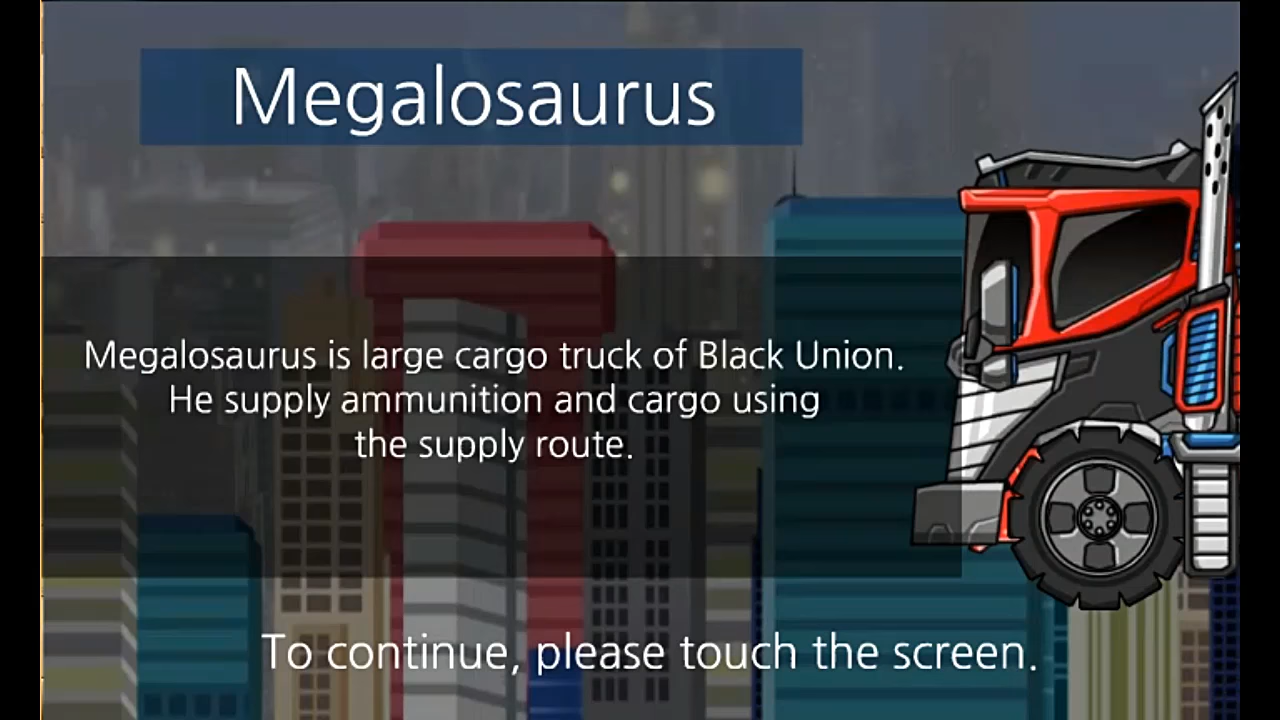 Megalosaurus
Megalosaurus is large cargo truck of Black Union.
He supply ammunition and cargo using
the supply route.
To continue, please touch the screen.